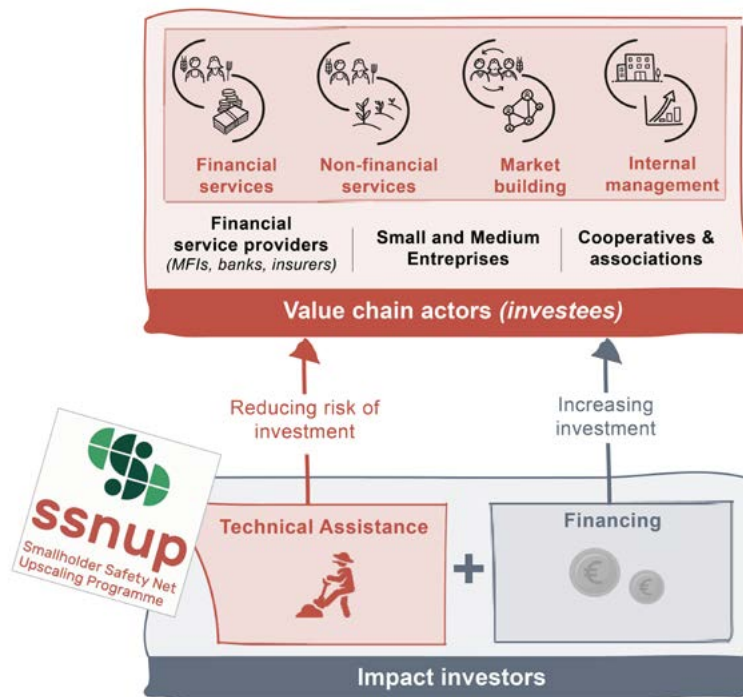 Financial
services
Non-financial
services
Market
building
Internal
management
Financial
service providers
(MFIs, banks, insurers)
Small and Medium
Entreprises
Cooperatives &
associations
Value chain actors (investees)
Reducing risk of
investment
Increasing
investment
ssnup
Smallholder Safety Net
Upscaling Programme
Technical Assistance
+
Financing
€
€
Impact investors